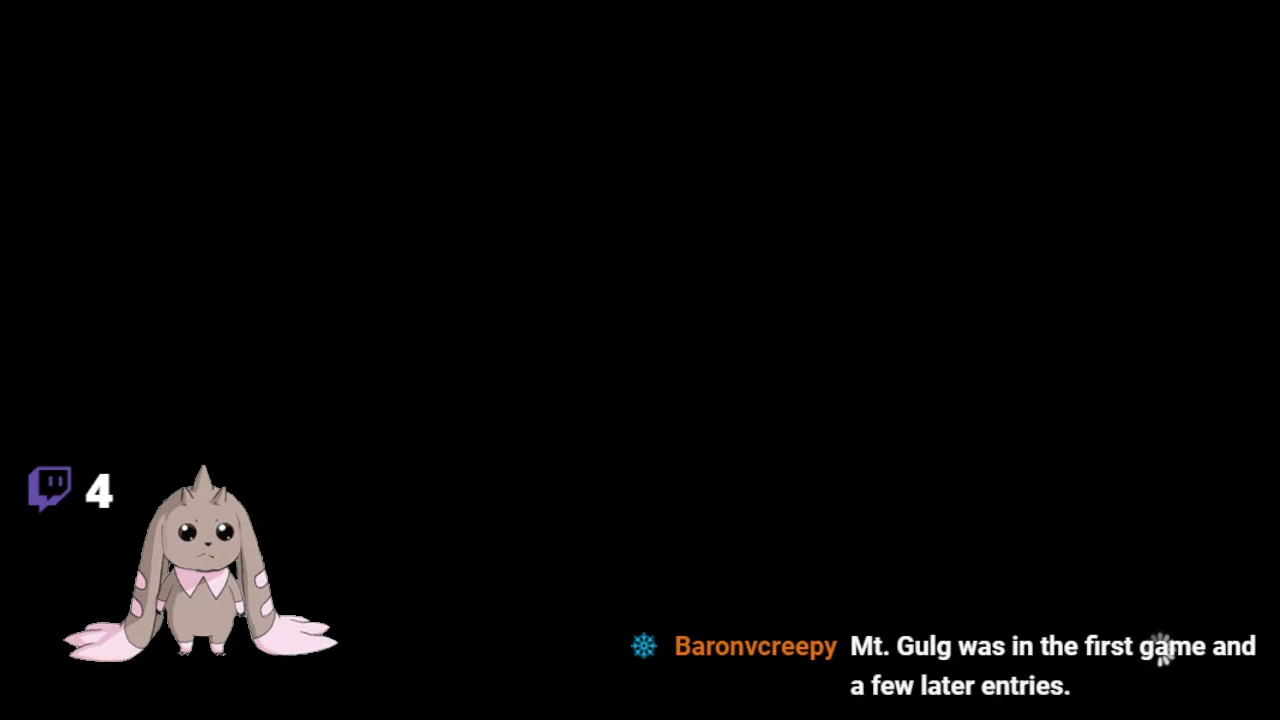 4
Baronvcreepy Mt. Gulg was in the first game and
a few later entries.